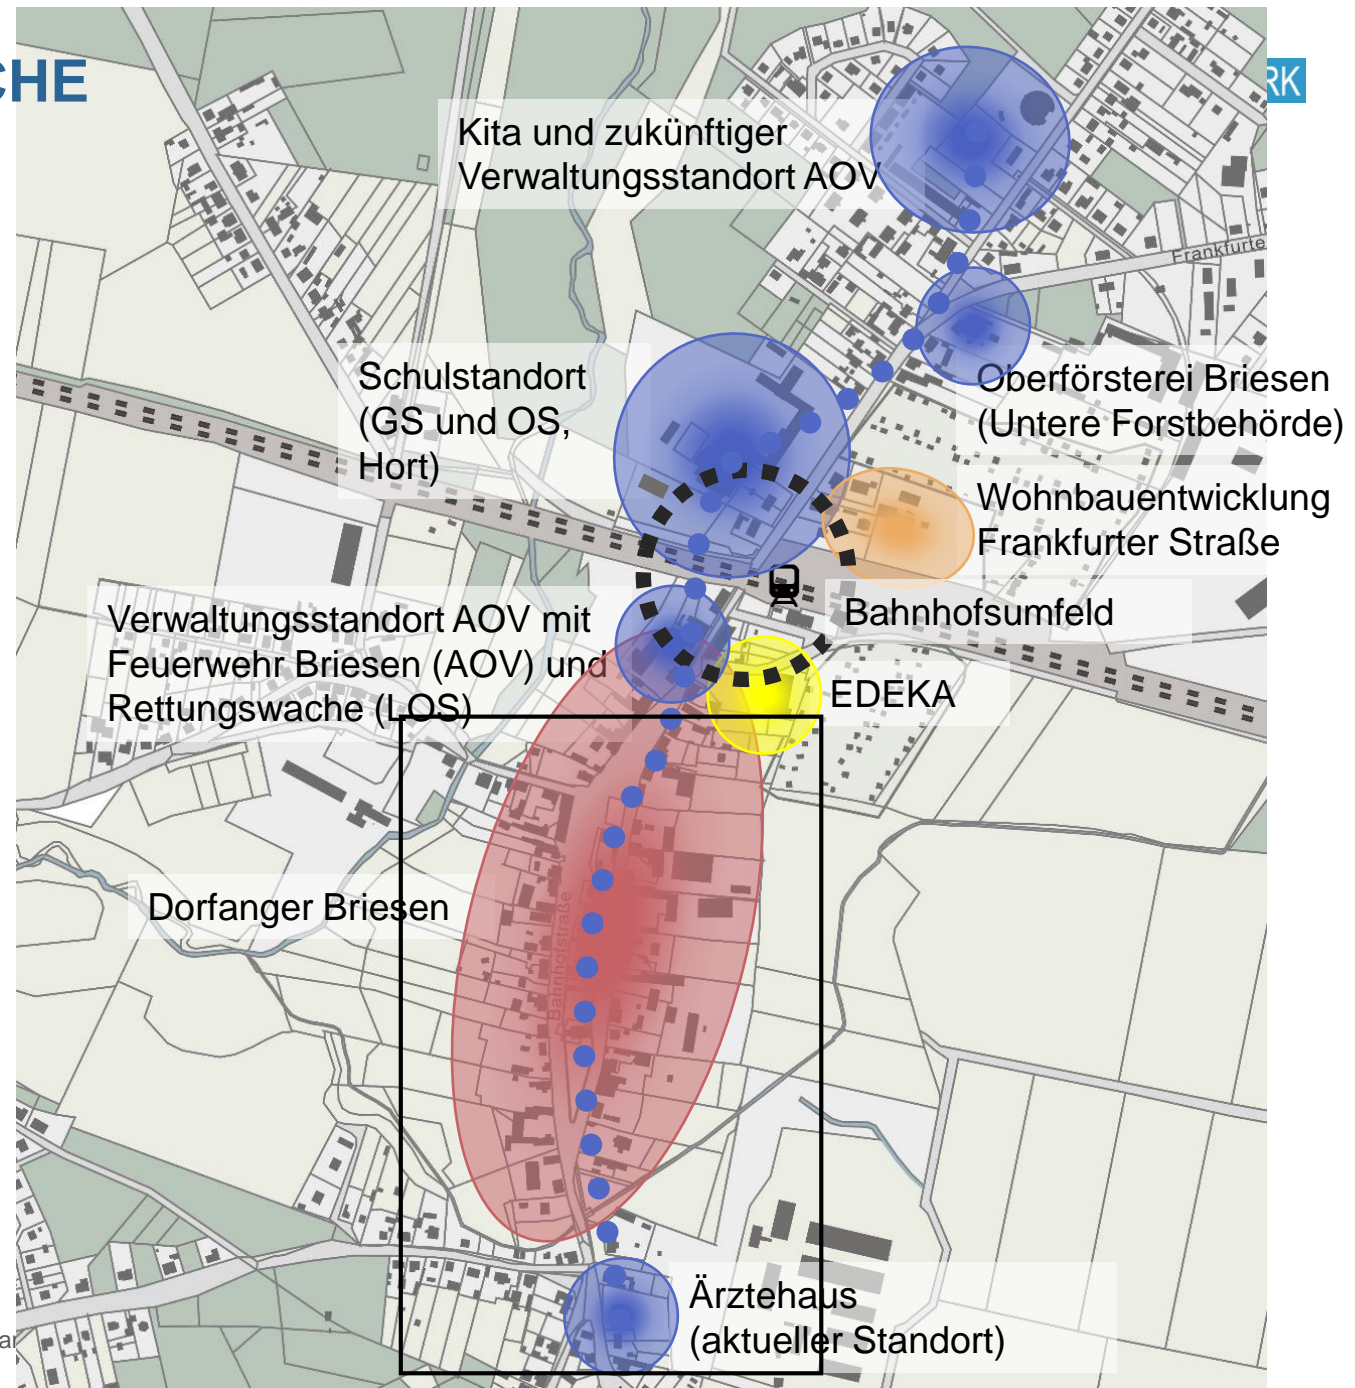 CHE
RK
Kita und zukünftiger
Verwaltungsstandort AOV
Frankfurte
Schulstandort
(GS und OS,
Hort)
Oberförsterei Briesen
(Untere Forstbehörde)
Wohnbauentwicklung
Frankfurter Straße
Bahnhofsumfeld
Verwaltungsstandort AOV mit
Feuerwehr Briesen (AOV) und
Rettungswache (LOS)
EDEKA
Dorfanger Briesen
Bahnhofstraße
Ärztehaus
(aktueller Standort)